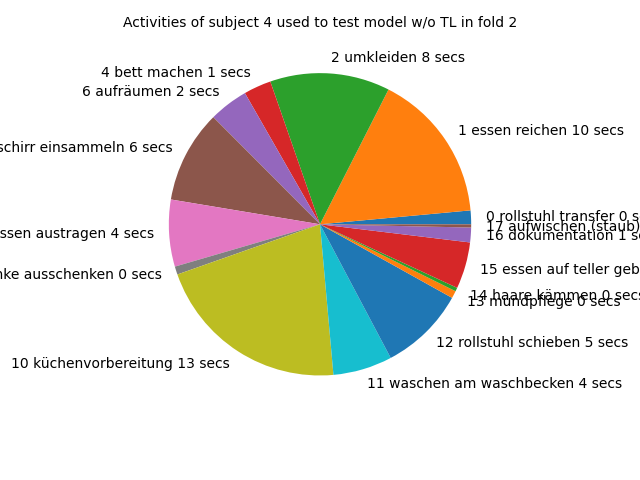 Activities of subject 4 used to test model w/o TL in fold 2
2 umkleiden 8 secs
4 bett machen 1 secs
6 aufräumen 2 secs
1 essen reichen 10 secs
schirr einsammeln 6 secs
0 rollstuhl transfer 0 s
17 aufwischen (staub)
16 dokumentation 1 s
ssen austragen 4 secs
15 essen auf teller geb
nke ausschenken 0 secs
14 haare kämmen 0 secs
13 mundpflege 0 secs
12 rollstuhl schieben 5 secs
10 küchenvorbereitung 13 secs
11 waschen am waschbecken 4 secs